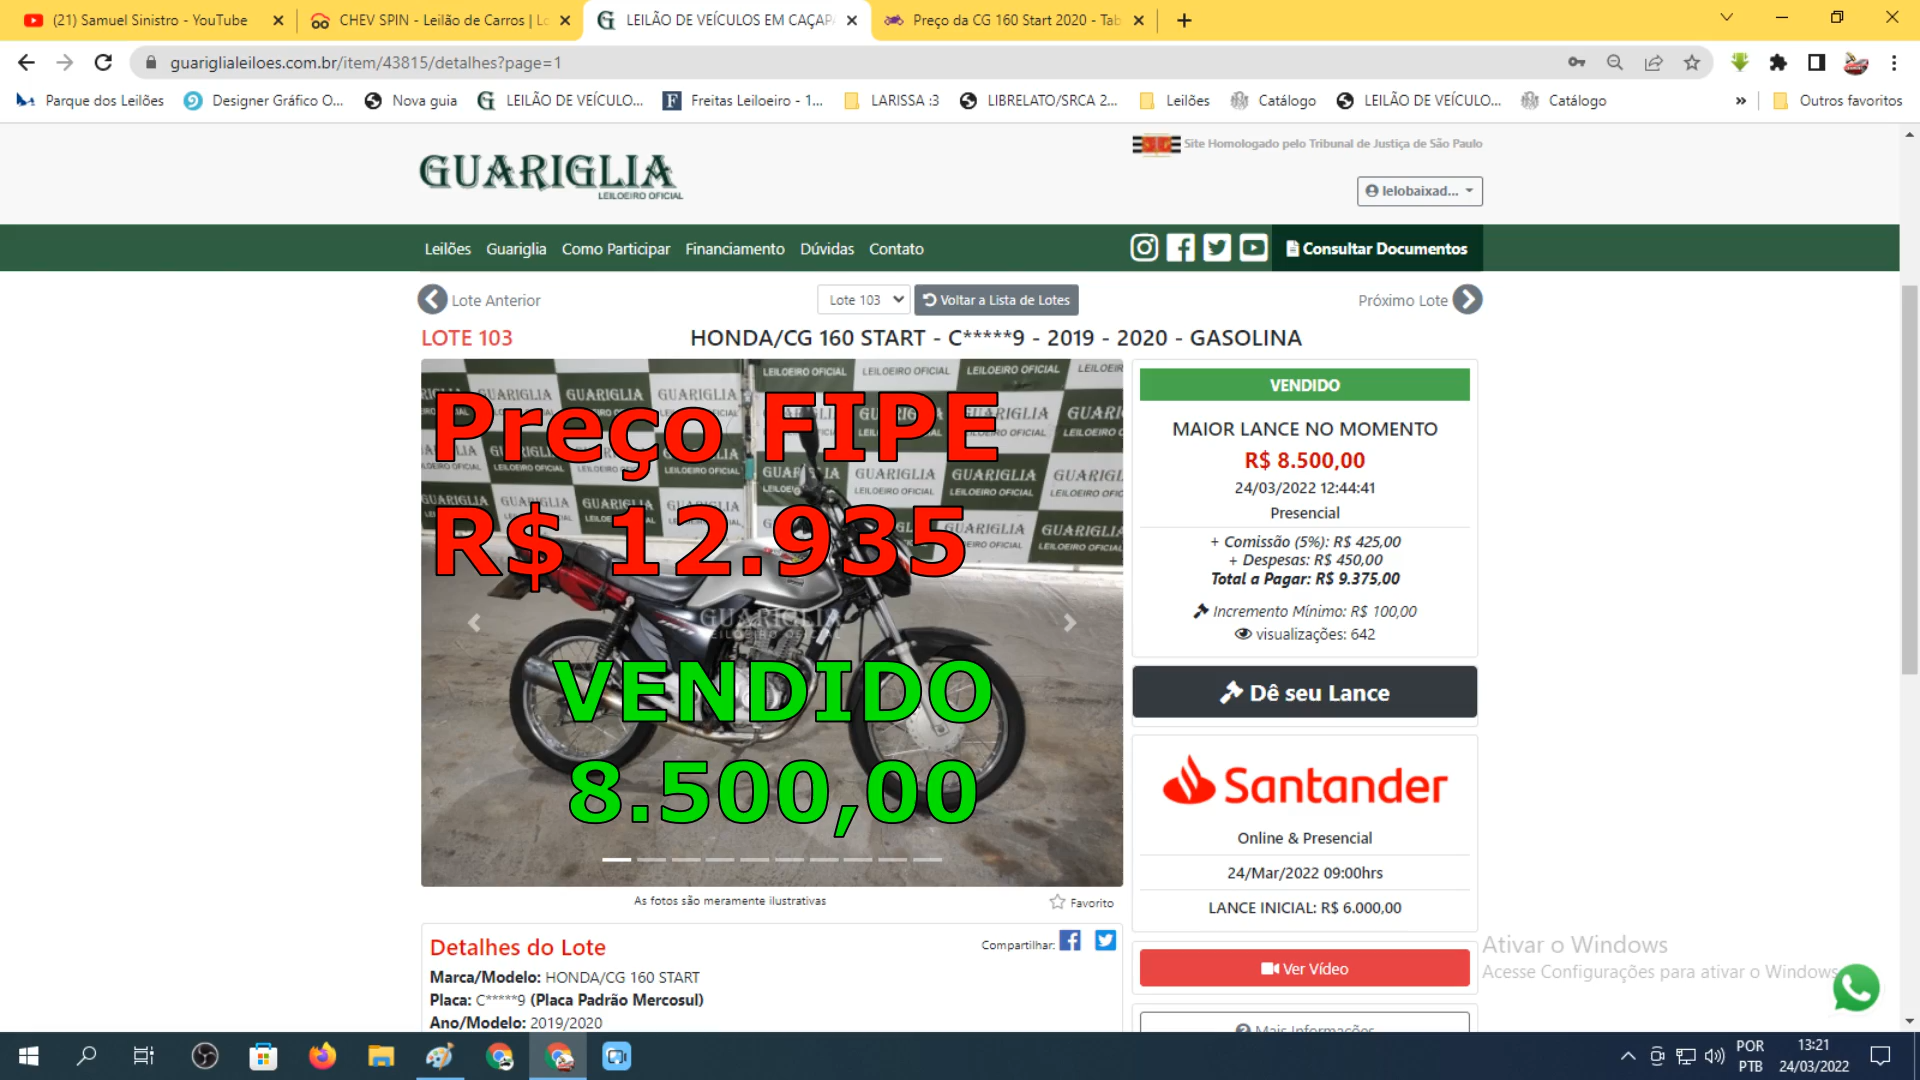 (21) Samuel Sinistro - YouTube
CHEV SPIN - Leilão de Carros | Lo
LEILÃO DE VEÍCULOS EM CAÇAPA
Preço da CG 160 Start 2020 - Tab
guariglialeiloes.com.br/item/43815/detalhes?page=1
Parque dos Leilões
Designer Gráfico O...
Nova guia
LEILÃO DE VEÍCULO...
Freitas Leiloeiro - 1...
LARISSA :3
LIBRELATO/SRCA 2...
Leilões
Catálogo
LEILÃO DE VEÍCULO...
Catálogo
»
Outros favoritos
GUARIGLIA
LEILOEIRO OFICIAL
Site Homologado pelo Tribunal de Justiça de São Paulo
lelobaixad...
Leilões Guariglia Como Participar Financiamento Dúvidas Contato
Consultar Documentos
Lote Anterior
Lote 103
Voltar a Lista de Lotes
Próximo Lote
LOTE 103
HONDA/CG 160 START - C*****9 - 2019 - 2020 - GASOLINA
Preço FIPE
R$ 12.935
GUARIGLIA
LEILOEIRO OFICIAL
VENDIDO
8.500,00
VENDIDO
MAIOR LANCE NO MOMENTO
R$ 8.500,00
24/03/2022 12:44:41
Presencial
+ Comissão (5%): R$ 425,00
+ Despesas: R$ 450,00
Total a Pagar: R$ 9.375,00
Incremento Mínimo: R$ 100,00
visualizações: 642
Dê seu Lance
Santander
Online & Presencial
24/Mar/2022 09:00hrs
LANCE INICIAL: R$ 6.000,00
Ver Vídeo
Mais Informações
As fotos são meramente ilustrativas
Favorito
Detalhes do Lote
Compartilhar:
Marca/Modelo: HONDA/CG 160 START
Placa: C*****9 (Placa Padrão Mercosul)
Ano/Modelo: 2019/2020
Ativar o Windows
Acesse Configurações para ativar o Windows
POR
PTB
13:21
24/03/2022